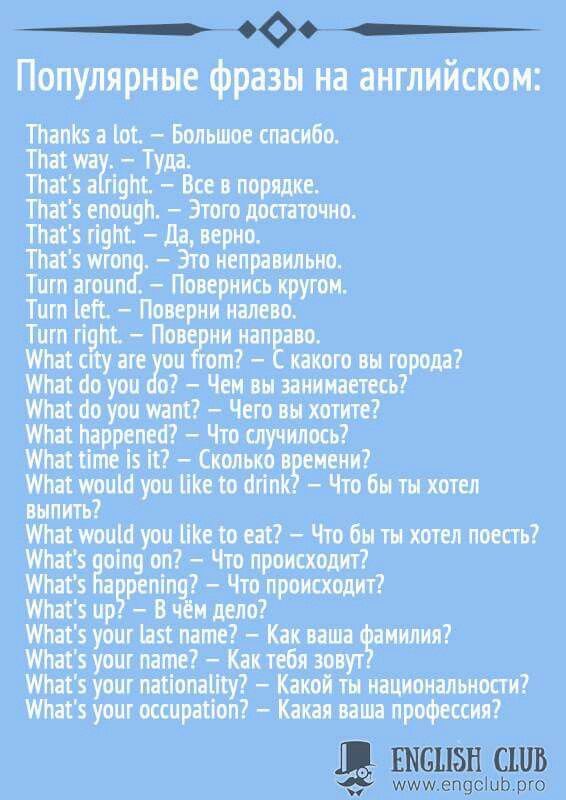 Популярные фразы на английском:
Thanks a lot. – Большое спасибо.
That way. – Туда.
That's alright. – Все в порядке.
That's enough. – Этого достаточно.
That's right. – Да, верно.
That's wrong. – Это неправильно.
Turn around. – Повернись кругом.
Turn left. – Поверни налево.
Turn right. – Поверни направо.
What city are you from? – С какого вы города?
What do you do? – Чем вы занимаетесь?
What do you want? – Чего вы хотите?
What happened? – Что случилось?
What time is it? – Сколько времени?
What would you like to drink? – Что бы ты хотел
выпить?
What would you like to eat? – Что бы ты хотел поесть?
What's going on? – Что происходит?
What's happening? – Что происходит?
What's up? – В чём дело?
What's your last name? – Как ваша фамилия?
What's your name? – Как тебя зовут?
What's your nationality? – Какой ты национальности?
What's your occupation? – Какая ваша профессия?
ENGLISH CLUB
www.engclub.pro